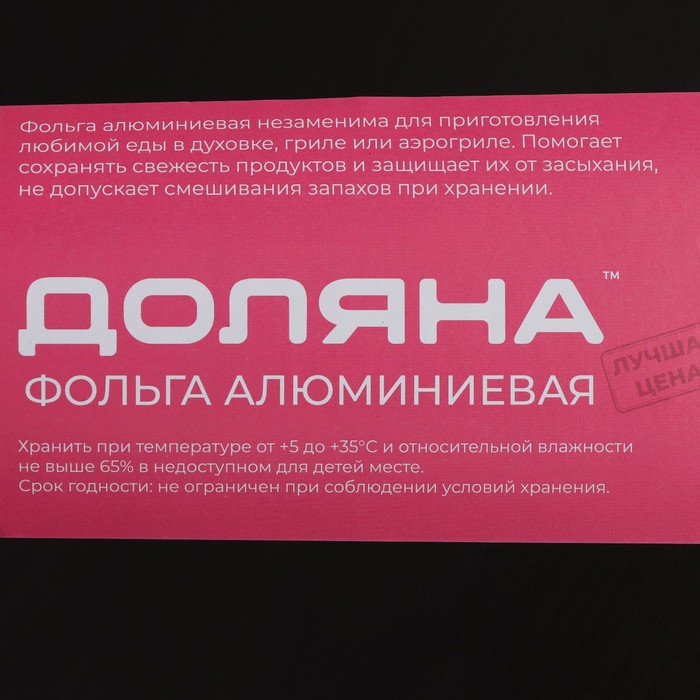 Фольга алюминиевая незаменима для приготовления
любимой еды в духовке, гриле или аэрогриле. Помогает
сохранять свежесть продуктов и защищает их от засыхания,
не допускает смешивания запахов при хранении.
ДОЛЯНА™
ФОЛЬГА АЛЮМИНИЕВАЯ
ЛУЧША
ЦЕНА
Хранить при температуре от +5 до +35°С и относительной влажности
не выше 65% в недоступном для детей месте.
Срок годности: не ограничен при соблюдении условий хранения.